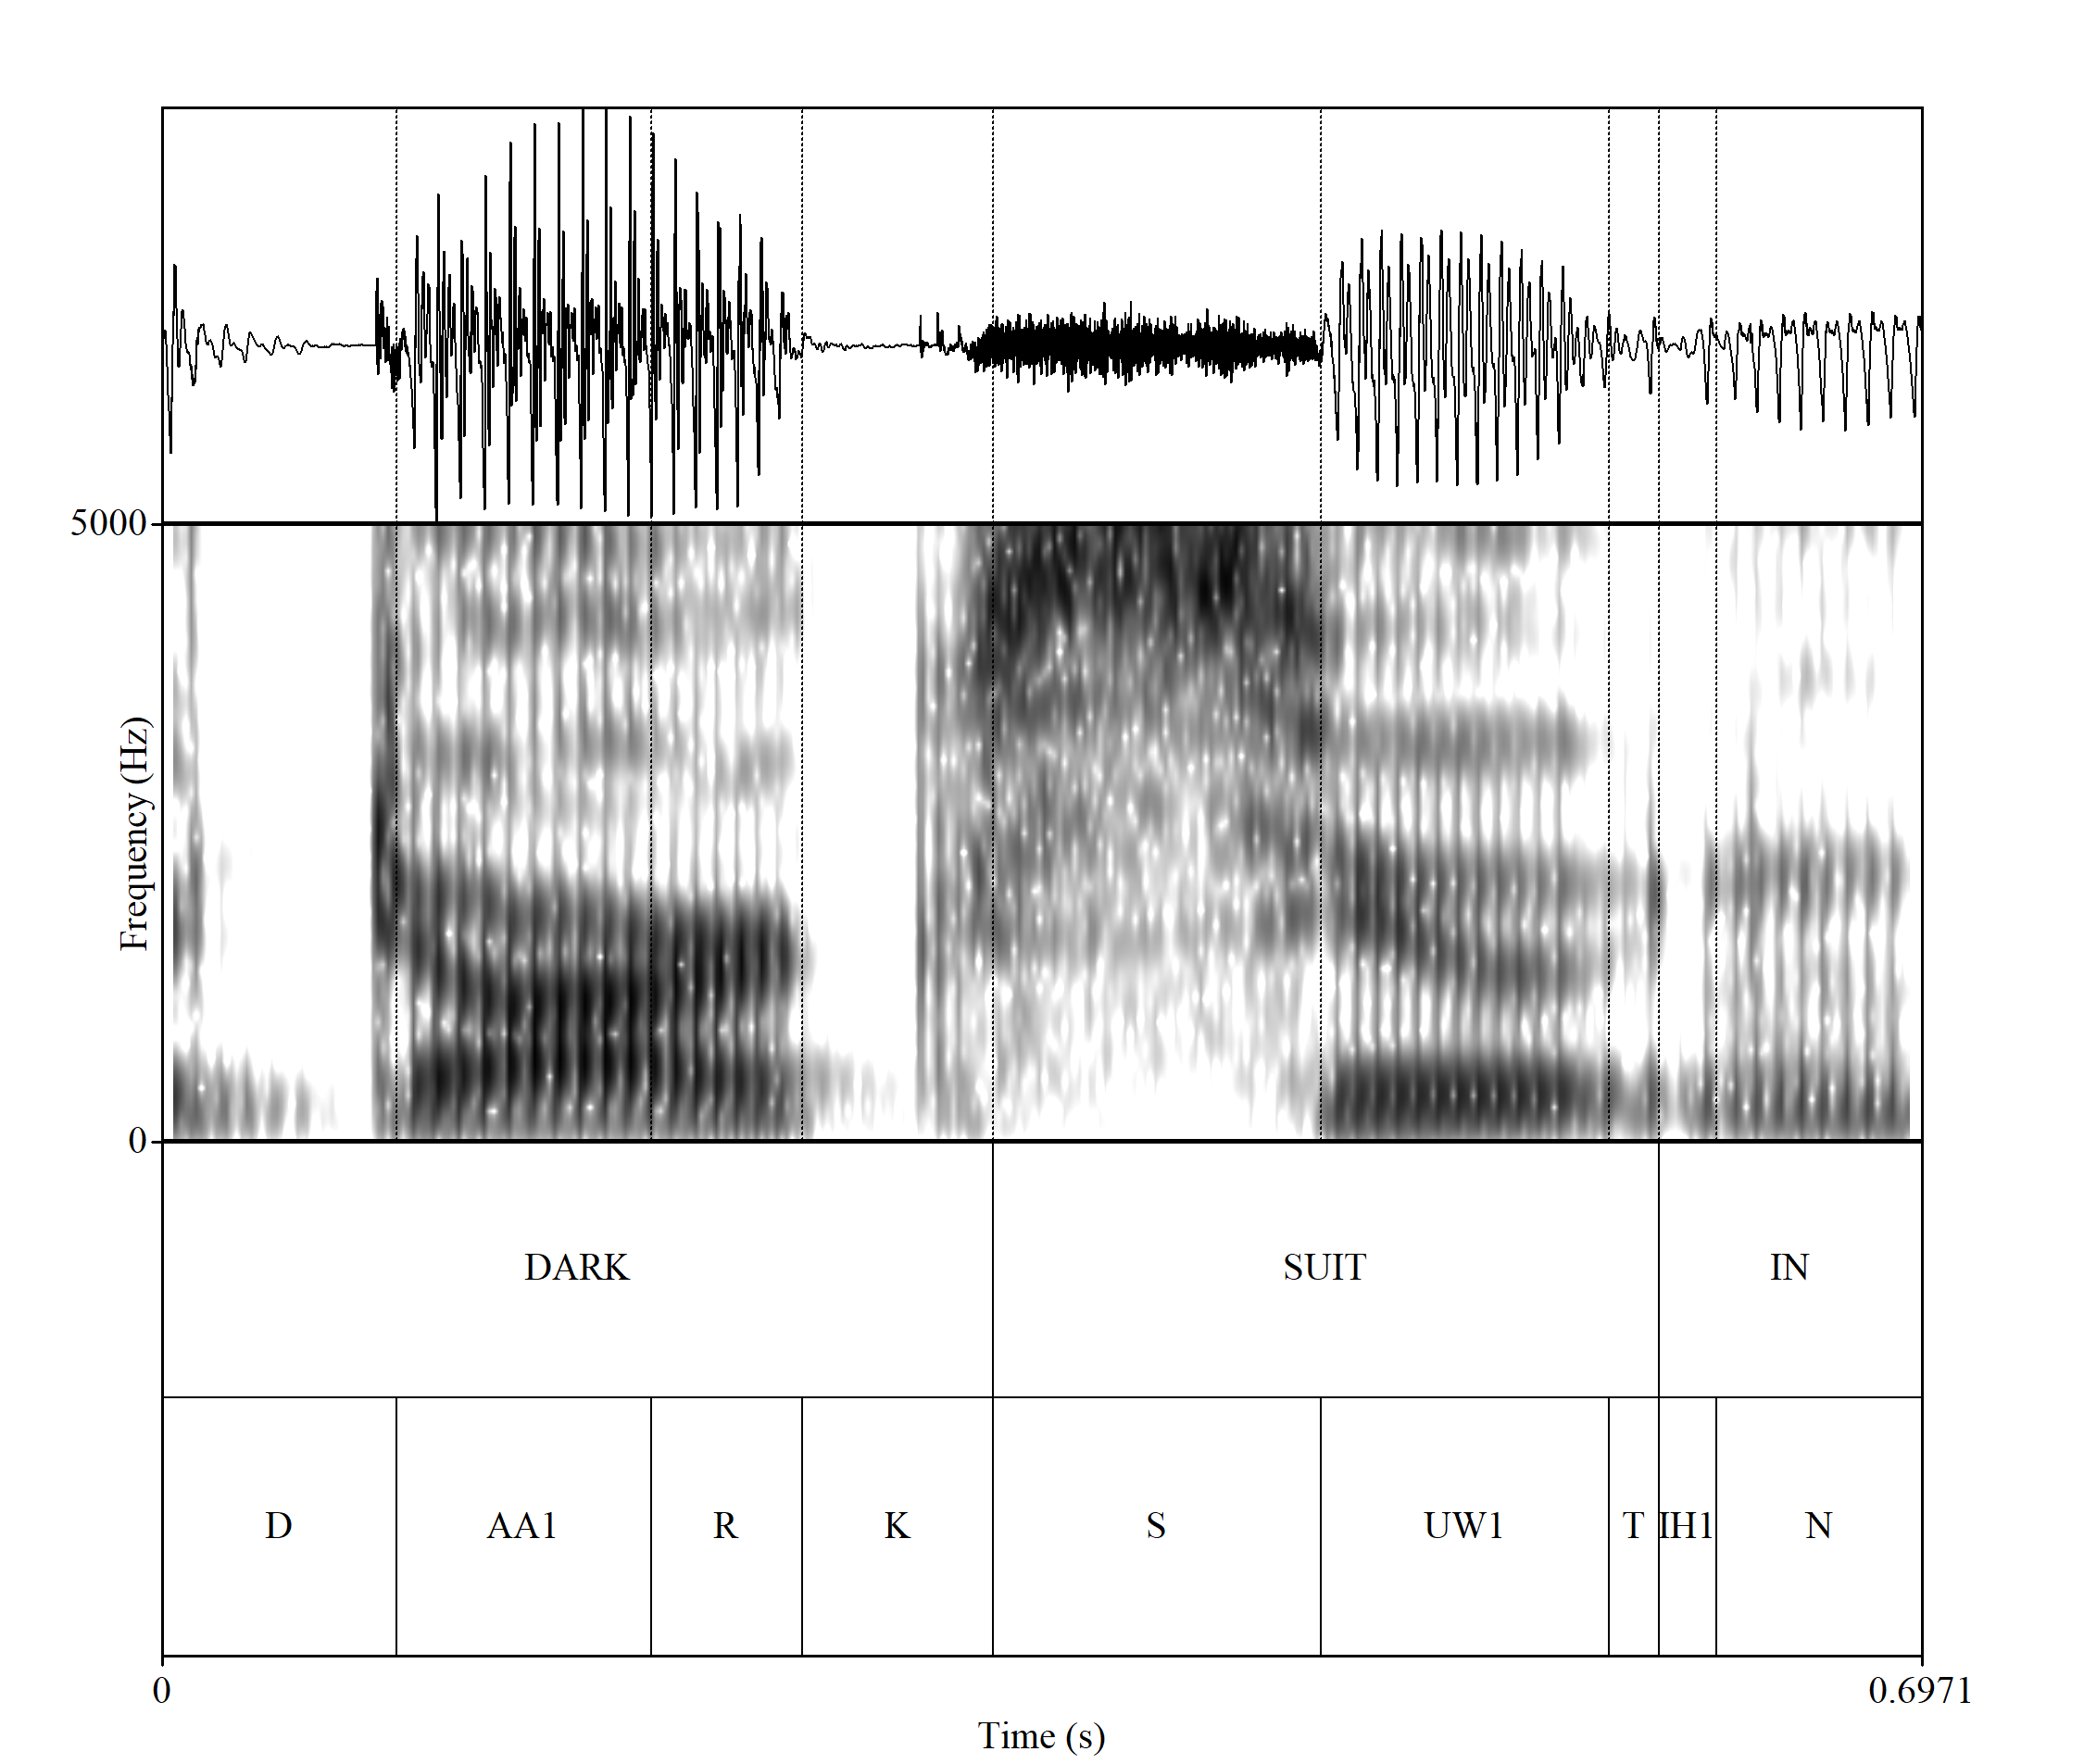 5000
Frequency (Hz)
0
DARK SUIT IN
D AA1 R K S UW1 T IH1 N
0 0.6971
Time (s)